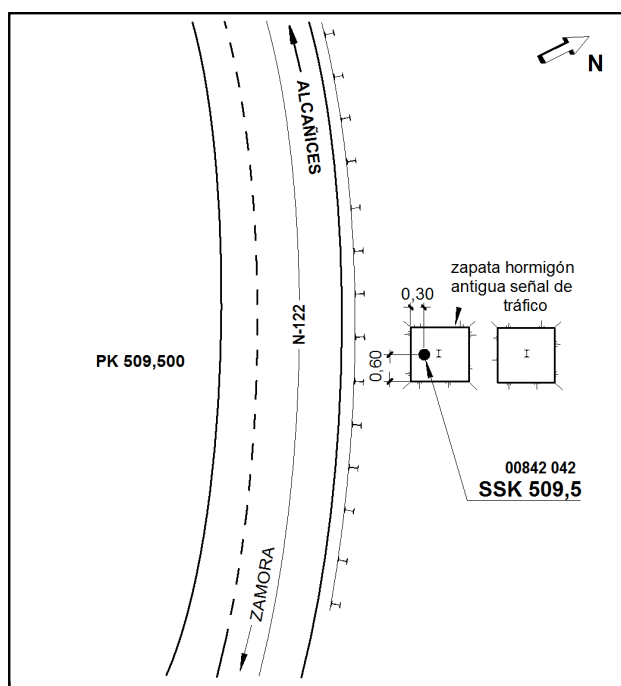 N
ALCAÑICES
zapata hormigón
antigua señal de
tráfico
0,30
N-122
PK 509,500
0,60
00842 042
SSK 509,5
ZAMORA